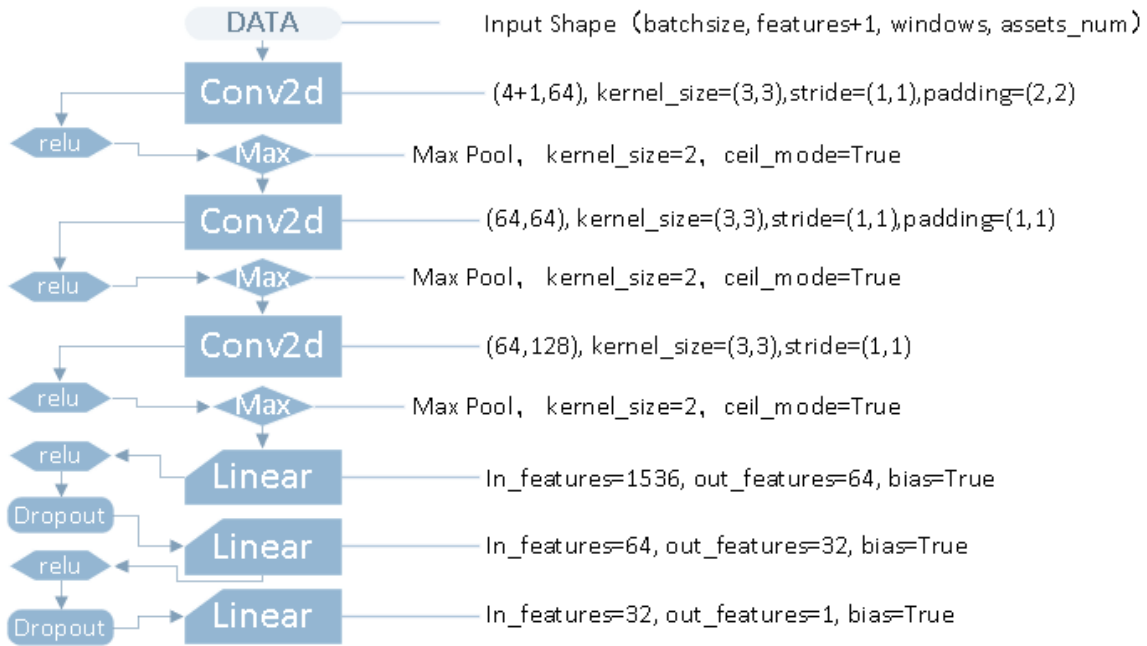 DATA
Input Shape（batchsize, features+1, windows, assets_num）
Conv2d
(4+1,64), kernel_size=(3,3),stride=(1,1),padding=(2,2)
relu
Max
Max Pool， kernel_size=2， ceil_mode=True
Conv2d
(64,64), kernel_size=(3,3),stride=(1,1),padding=(1,1)
relu
Max
Max Pool， kernel_size=2， ceil_mode=True
Conv2d
(64,128), kernel_size=(3,3),stride=(1,1)
relu
Max
Max Pool， kernel_size=2， ceil_mode=True
relu
Linear
In_features=1536, out_features=64, bias=True
Dropout
Linear
In_features=64, out_features=32, bias=True
relu
Linear
In_features=32, out_features=1, bias=True
Dropout